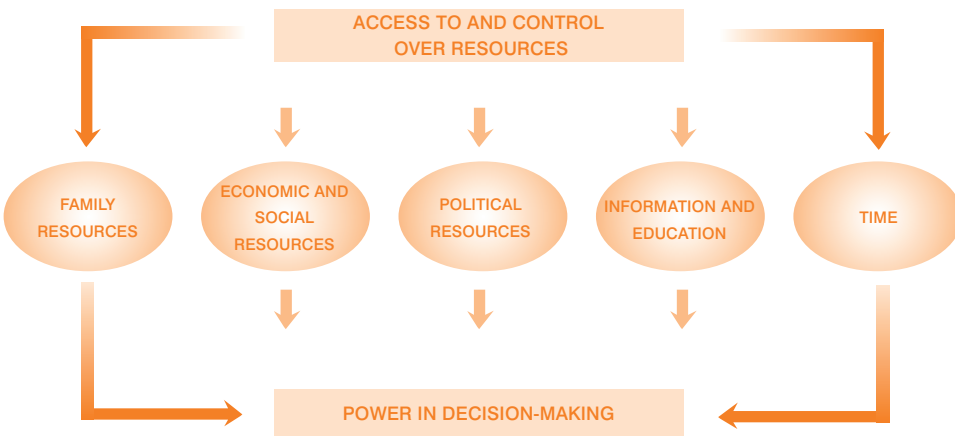 ACCESS TO AND CONTROL
OVER RESOURCES
FAMILY
RESOURCES
ECONOMIC AND
SOCIAL
RESOURCES
POLITICAL
RESOURCES
INFORMATION AND
EDUCATION
TIME
POWER IN DECISION-MAKING